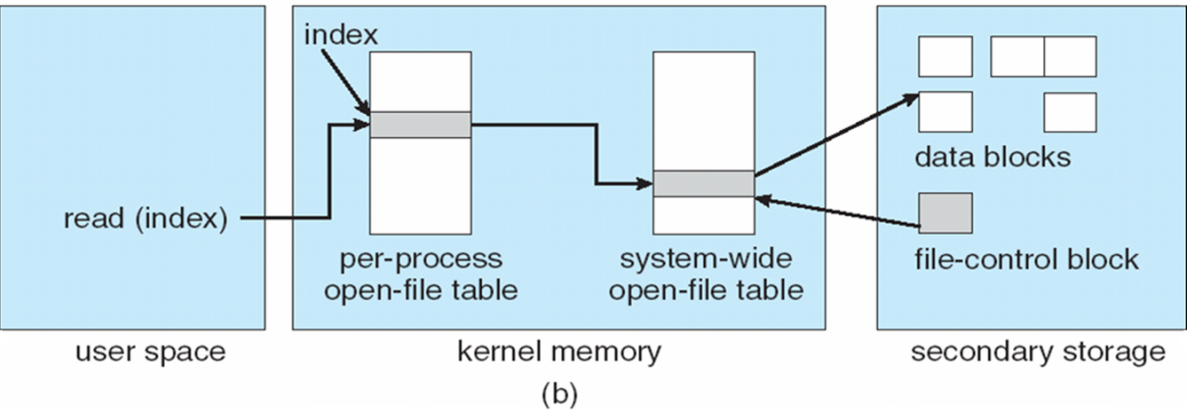 index
read (index)
per-process
open-file table
system-wide
open-file table
data blocks
file-control block
user space
kernel memory
secondary storage
(b)